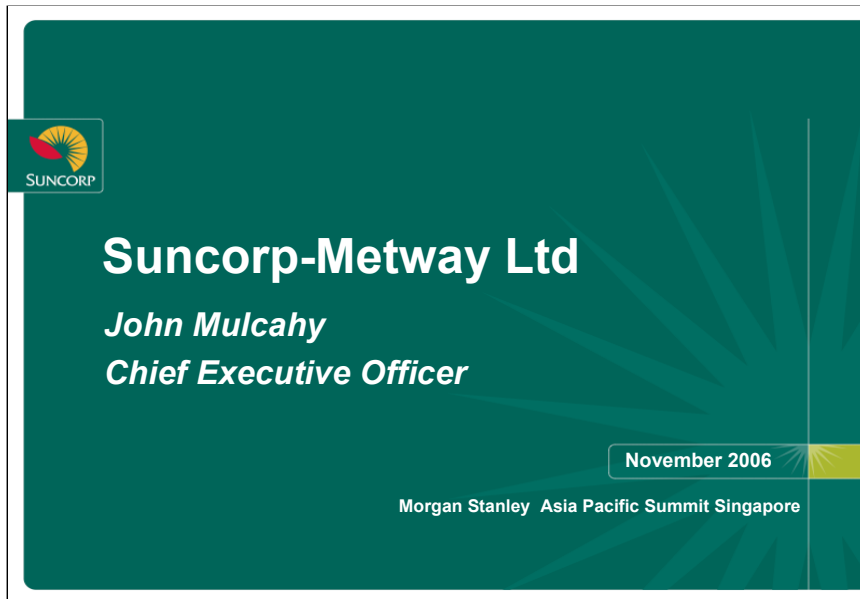 SUNCORP
Suncorp-Metway Ltd
John Mulcahy
Chief Executive Officer
November 2006
Morgan Stanley  Asia Pacific Summit Singapore